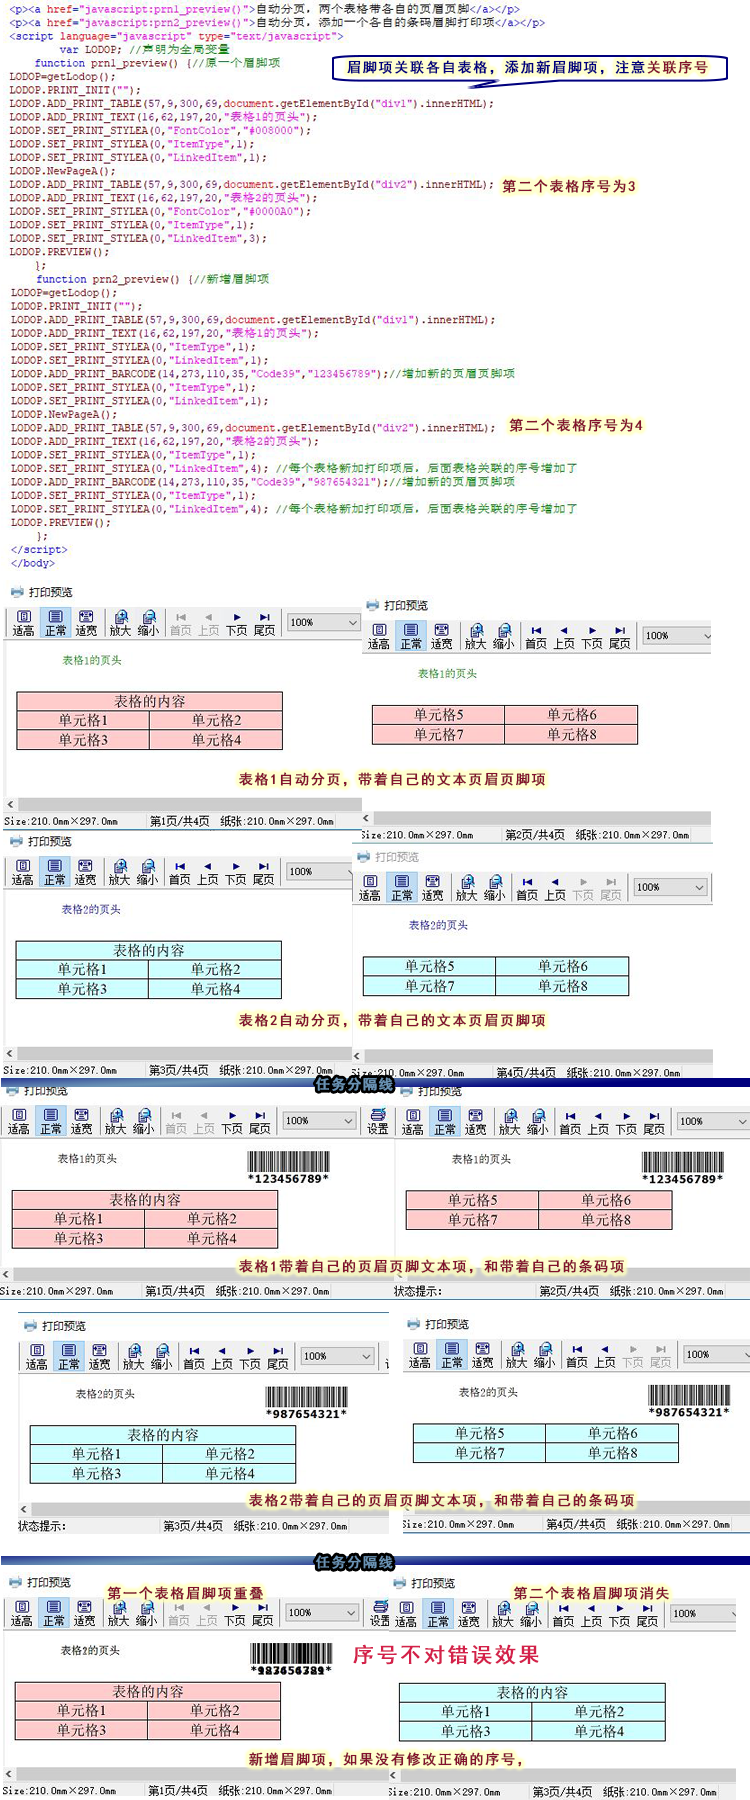 <p><a href="javascript:prn1_preview()">自动分页，两个表格带各自的页眉页脚</a></p>
<p><a href="javascript:prn2_preview()">自动分页，添加一个各自的条码眉脚打印项</a></p>
<script language="javascript" type="text/javascript">
var LODOP; //声明为全局变量
function prn1_preview() {//原一个眉脚项
眉脚项关联各自表格，添加新眉脚项，注意关联序号
LODOP=getLodop();
LODOP.PRINT_INIT("");
LODOP.ADD_PRINT_TABLE(57,9,300,69,document.getElementById("div1").innerHTML);
LODOP.ADD_PRINT_TEXT(16,62,197,20,"表格1的页头");
LODOP.SET_PRINT_STYLEA(0,"FontColor","#008000");
LODOP.SET_PRINT_STYLEA(0,"ItemType",1);
LODOP.SET_PRINT_STYLEA(0,"LinkedItem",1);
LODOP.NewPageA();
LODOP.ADD_PRINT_TABLE(57,9,300,69,document.getElementById("div2").innerHTML);
第二个表格序号为3
LODOP.ADD_PRINT_TEXT(16,62,197,20,"表格2的页头");
LODOP.SET_PRINT_STYLEA(0,"FontColor","#0000A0");
LODOP.SET_PRINT_STYLEA(0,"ItemType",1);
LODOP.SET_PRINT_STYLEA(0,"LinkedItem",3);
LODOP.PREVIEW();
};
function prn2_preview() {//新增眉脚项
LODOP=getLodop();
LODOP.PRINT_INIT("");
LODOP.ADD_PRINT_TABLE(57,9,300,69,document.getElementById("div1").innerHTML);
LODOP.ADD_PRINT_TEXT(16,62,197,20,"表格1的页头");
LODOP.SET_PRINT_STYLEA(0,"ItemType",1);
LODOP.SET_PRINT_STYLEA(0,"LinkedItem",1);
LODOP.ADD_PRINT_BARCODE(14,273,110,35,"Code39","123456789");//增加新的页眉页脚项
LODOP.SET_PRINT_STYLEA(0,"ItemType",1);
LODOP.SET_PRINT_STYLEA(0,"LinkedItem",1);
LODOP.NewPageA();
LODOP.ADD_PRINT_TABLE(57,9,300,69,document.getElementById("div2").innerHTML);
第二个表格序号为4
LODOP.ADD_PRINT_TEXT(16,62,197,20,"表格2的页头");
LODOP.SET_PRINT_STYLEA(0,"ItemType",1);
LODOP.SET_PRINT_STYLEA(0,"LinkedItem",4); //每个表格新加打印项后，后面表格关联的序号增加了
LODOP.ADD_PRINT_BARCODE(14,273,110,35,"Code39","987654321");//增加新的页眉页脚项
LODOP.SET_PRINT_STYLEA(0,"ItemType",1);
LODOP.SET_PRINT_STYLEA(0,"LinkedItem",4); //每个表格新加打印项后，后面表格关联的序号增加了
LODOP.PREVIEW();
};
</script>
</body>
打印预览
适高 正常 适宽 放大 缩小 首页 上页 下页 尾页 100%
表格1的页头
表格的内容
单元格1 单元格2
单元格3 单元格4
Size:210.0mm×297.0mm 第1页/共4页 纸张:210.0mm×297.0mm
打印预览
适高 正常 适宽 放大 缩小 首页 上页 下页 尾页 100%
表格1的页头
单元格5 单元格6
单元格7 单元格8
Size:210.0mm×297.0mm 第2页/共4页 纸张:210.0mm×297.0mm
表格1自动分页，带着自己的文本页眉页脚项
打印预览
适高 正常 适宽 放大 缩小 首页 上页 下页 尾页 100%
表格2的页头
表格的内容
单元格1 单元格2
单元格3 单元格4
Size:210.0mm×297.0mm 第3页/共4页 纸张:210.0mm×297.0mm
打印预览
适高 正常 适宽 放大 缩小 首页 上页 下页 尾页 100%
表格2的页头
单元格5 单元格6
单元格7 单元格8
Size:210.0mm×297.0mm 第4页/共4页 纸张:210.0mm×297.0mm
表格2自动分页，带着自己的文本页眉页脚项
任务分隔线
打印预览
适高 正常 适宽 放大 缩小 首页 上页 下页 尾页 100% 设置
表格1的页头
*123456789*
表格的内容
单元格1 单元格2
单元格3 单元格4
Size:210.0mm×297.0mm 第1页/共4页 纸张:210.0mm×297.0mm
打印预览
适高 正常 适宽 放大 缩小 首页 上页 下页 尾页 100%
表格1的页头
*123456789*
单元格5 单元格6
单元格7 单元格8
状态提示: 第2页/共4页 纸张:210.0mm×297.0mm
表格1带着自己的页眉页脚文本项，和带着自己的条码项
打印预览
适高 正常 适宽 放大 缩小 首页 上页 下页 尾页 100%
表格2的页头
*987654321*
表格的内容
单元格1 单元格2
单元格3 单元格4
状态提示: 第3页/共4页 纸张:210.0mm×297.0mm
打印预览
适高 正常 适宽 放大 缩小 首页 上页 下页 尾页 100%
表格2的页头
*987654321*
单元格5 单元格6
单元格7 单元格8
Size:210.0mm×297.0mm 第4页/共4页 纸张:210.0mm×297.0mm
表格2带着自己的页眉页脚文本项，和带着自己的条码项
任务分隔线
打印预览
第一个表格眉脚项重叠
适高 正常 适宽 放大 缩小 首页 上页 下页 尾页 100% 设置
表格2的页头
表格的内容
单元格1 单元格2
单元格3 单元格4
Size:210.0mm×297.0mm 第1页/共4页 纸张:210.0mm×297.0mm
打印预览
第二个表格眉脚项消失
适高 正常 适宽 放大 缩小 首页 上页 下页 尾页 100%
序号不对错误效果
表格的内容
单元格1 单元格2
单元格3 单元格4
Size:210.0mm×297.0mm 第3页/共4页 纸张:210.0mm×297.0mm
新增眉脚项，如果没有修改正确的序号，